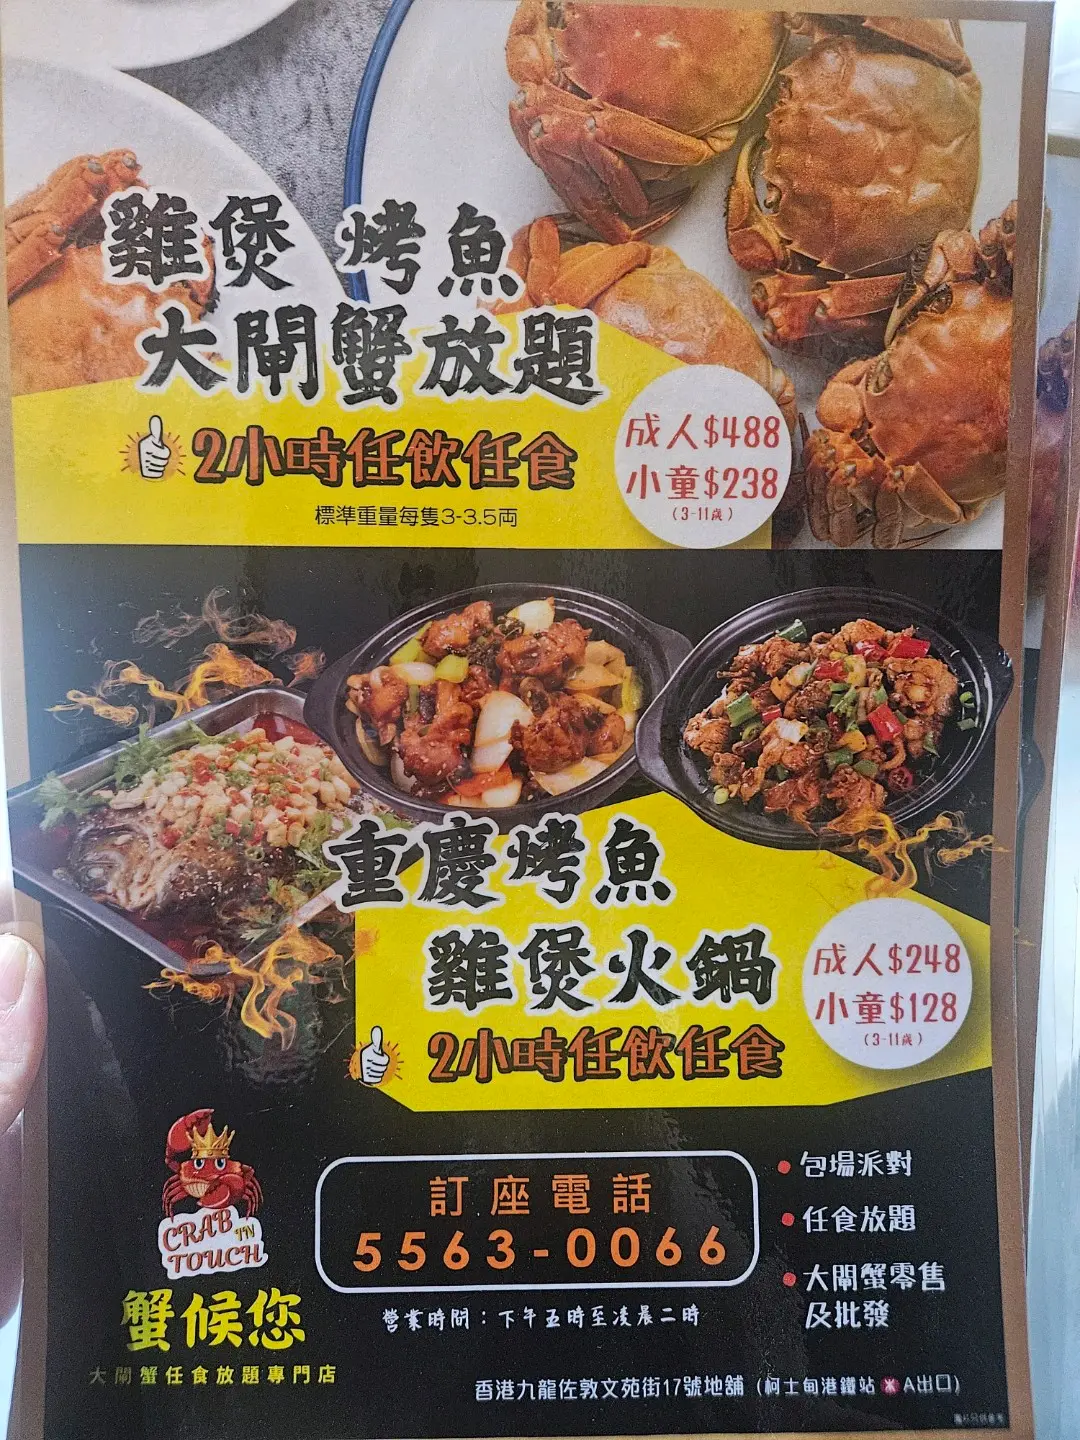 雞煲 烤魚
大閘蟹放題
2小時任飲任食
標準重量每隻3-3.5両
成人$488
小童$238
(3-11歲)
重慶烤魚
雞煲火鍋
2小時任飲任食
成人$248
小童$128
(3-11歲)
CRAB IN
TOUCH
蟹候您
大閘蟹任食放題專門店
訂座電話
5563-0066
營業時間：下午五時至凌晨二時
包場派對
任食放題
大閘蟹零售
及批發
香港九龍佐敦文苑街17號地舖 (柯士甸港鐵站 A出口)
圖片只供參考